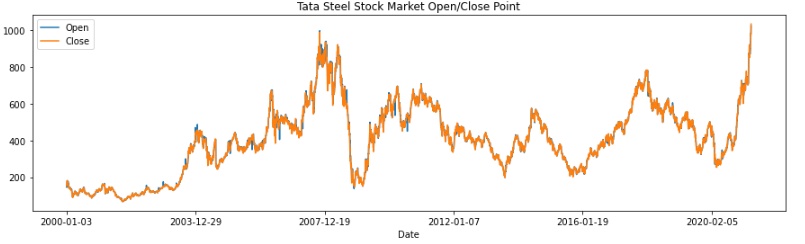 Tata Steel Stock Market Open/Close Point
Open
Close
1000
800
600
400
200
2000-01-03 2003-12-29 2007-12-19 2012-01-07 2016-01-19 2020-02-05
Date